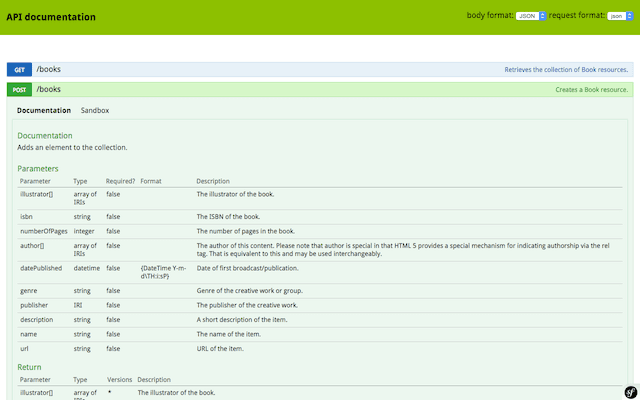 API documentation
body format: JSON request format: json
GET /books Retrieves the collection of Book resources.
POST /books Creates a Book resource.
Documentation Sandbox
Documentation
Adds an element to the collection.
Parameters
Parameter Type Required? Format Description
illustrator[] array of IRIs false The illustrator of the book.
isbn string false The ISBN of the book.
numberOfPages integer false The number of pages in the book.
author[] array of IRIs false The author of this content. Please note that author is special in that HTML 5 provides a special mechanism for indicating authorship via the rel
tag. That is equivalent to this and may be used interchangeably.
datePublished datetime false {DateTime Y-m-
d\TH:i:sP} Date of first broadcast/publication.
genre string false Genre of the creative work or group.
publisher IRI false The publisher of the creative work.
description string false A short description of the item.
name string false The name of the item.
url string false URL of the item.
Return
Parameter Type Versions Description
illustrator[] array of IRIs * The illustrator of the book.
sf